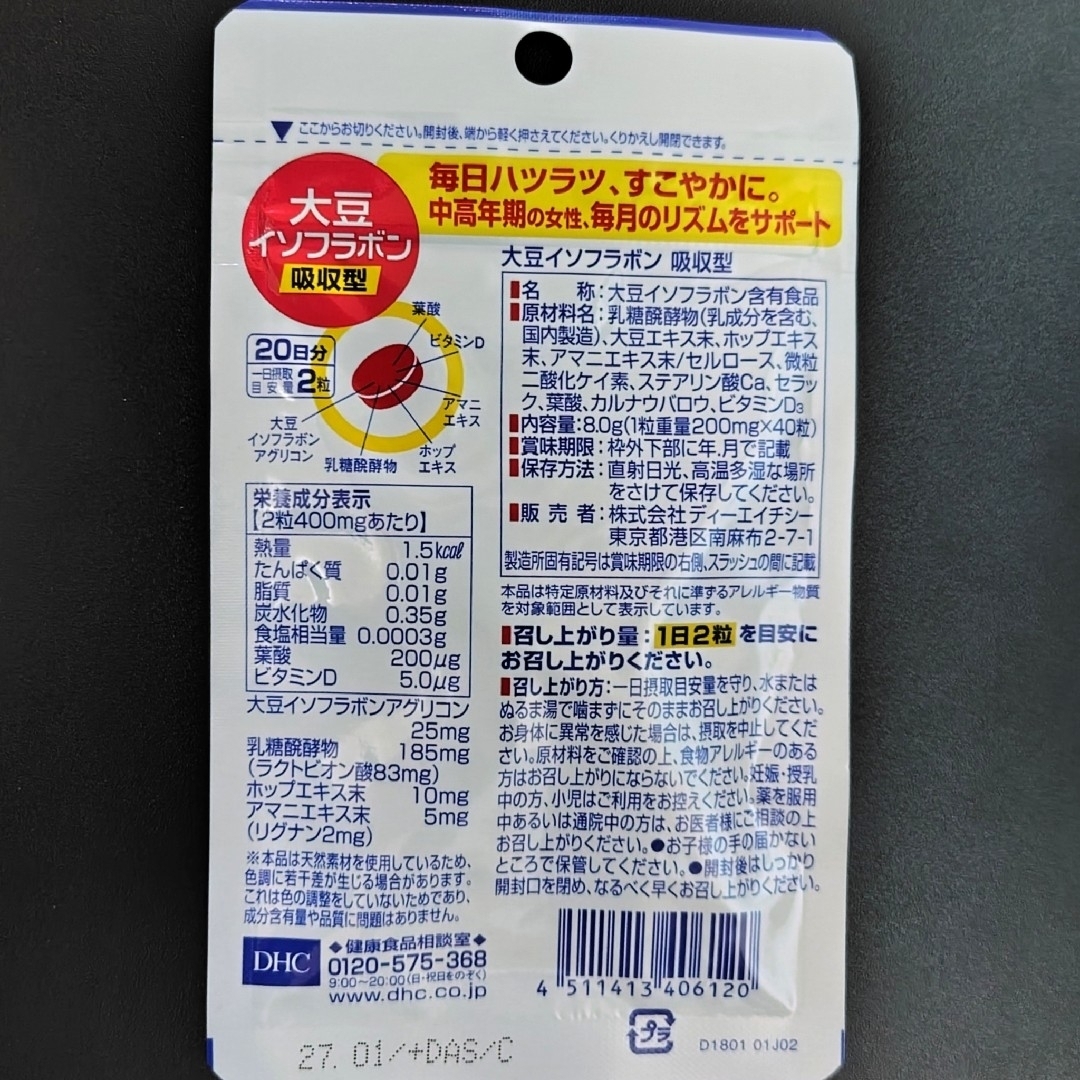 ここからお切りください。開封後、端から軽く押さえてください。くりかえし開閉できます。
大豆
イソフラボン
吸収型
毎日ハツラツ、すこやかに。
中高年期の女性、毎月のリズムをサポート
葉酸
ビタミンD
アマニ
エキス
ホップ
エキス
乳糖醗酵物
大豆
イソフラボン
アグリコン
20日分
一日摂取
目安量 2粒
大豆イソフラボン 吸収型
名称：大豆イソフラボン含有食品
原材料名：乳糖醗酵物(乳成分を含む、
国内製造)、大豆エキス末、ホップエキス
末、アマニエキス末/セルロース、微粒
二酸化ケイ素、ステアリン酸Ca、セラッ
ク、葉酸、カルナウバロウ、ビタミンD₃
内容量：8.0g(1粒重量200mg×40粒)
賞味期限：枠外下部に年.月で記載
保存方法：直射日光、高温多湿な場所
をさけて保存してください。
販売者：株式会社ディーエイチシー
東京都港区南麻布2-7-1
製造所固有記号は賞味期限の右側、スラッシュの間に記載
本品は特定原材料及びそれに準ずるアレルギー物質
を対象範囲として表示しています。
召し上がり量：1日2粒を目安に
お召し上がりください。
召し上がり方：一日摂取目安量を守り、水または
ぬるま湯で噛まずにそのままお召し上がりください。
お身体に異常を感じた場合は、摂取を中止してくだ
さい。原材料をご確認の上、食物アレルギーのある
方はお召し上がりにならないでください。妊娠・授乳
中の方、小児はご利用をお控えください。薬を服用
中あるいは通院中の方は、お医者様にご相談の上
お召し上がりください。●お子様の手の届かない
ところで保管してください。●開封後はしっかり
開封口を閉め、なるべく早くお召し上がりください。
栄養成分表示
【2粒400mgあたり】
熱量 1.5kcal
たんぱく質 0.01g
脂質 0.01g
炭水化物 0.35g
食塩相当量 0.0003g
葉酸 200μg
ビタミンD 5.0μg
大豆イソフラボンアグリコン
25mg
乳糖醗酵物 185mg
(ラクトビオン酸83mg)
ホップエキス末 10mg
アマニエキス末 5mg
(リグナン2mg)
※本品は天然素材を使用しているため、
色調に若干差が生じる場合があります。
これは色の調整をしていないためであり、
成分含有量や品質に問題はありません。
DHC
◆健康食品相談室◆
0120-575-368
9:00〜20:00(日・祝日をのぞく)
www.dhc.co.jp
4 511413 406120
プラ
D1801 01J02
27. 01/+DAS/C